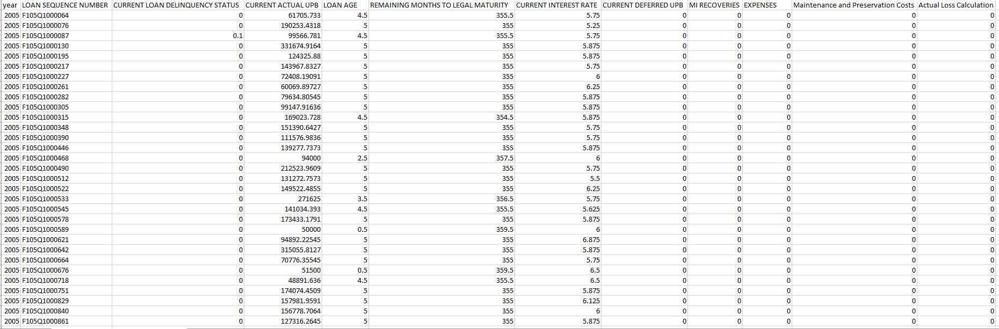 year LOAN SEQUENCE NUMBER CURRENT LOAN DELINQUENCY STATUS CURRENT ACTUAL UPB LOAN AGE REMAINING MONTHS TO LEGAL MATURITY CURRENT INTEREST RATE CURRENT DEFERRED UPB MI RECOVERIES EXPENSES Maintenance and Preservation Costs Actual Loss Calculation
2005 F105Q1000064 0 61705.733 4.5 355.5 5.75 0 0 0 0 0
2005 F105Q1000076 0 190253.4318 5 355 5.25 0 0 0 0 0
2005 F105Q1000087 0.1 99566.781 4.5 355.5 5.75 0 0 0 0 0
2005 F105Q1000130 0 331674.9164 5 355 5.875 0 0 0 0 0
2005 F105Q1000195 0 124325.88 5 355 5.875 0 0 0 0 0
2005 F105Q1000217 0 143967.8327 5 355 5.75 0 0 0 0 0
2005 F105Q1000227 0 72408.19091 5 355 6 0 0 0 0 0
2005 F105Q1000261 0 60069.89727 5 355 6.25 0 0 0 0 0
2005 F105Q1000282 0 79634.80545 5 355 5.875 0 0 0 0 0
2005 F105Q1000305 0 99147.91636 5 355 5.875 0 0 0 0 0
2005 F105Q1000315 0 169023.728 4.5 354.5 5.875 0 0 0 0 0
2005 F105Q1000348 0 151390.6427 5 355 5.75 0 0 0 0 0
2005 F105Q1000390 0 111576.9836 5 355 5.75 0 0 0 0 0
2005 F105Q1000446 0 139277.7373 5 355 5.875 0 0 0 0 0
2005 F105Q1000468 0 94000 2.5 357.5 6 0 0 0 0 0
2005 F105Q1000490 0 212523.9609 5 355 5.75 0 0 0 0 0
2005 F105Q1000512 0 131272.7573 5 355 5.5 0 0 0 0 0
2005 F105Q1000522 0 149522.4855 5 355 6.25 0 0 0 0 0
2005 F105Q1000533 0 271625 3.5 356.5 5.75 0 0 0 0 0
2005 F105Q1000545 0 141034.393 4.5 355.5 5.625 0 0 0 0 0
2005 F105Q1000578 0 173433.1791 5 355 5.875 0 0 0 0 0
2005 F105Q1000589 0 50000 0.5 359.5 6 0 0 0 0 0
2005 F105Q1000621 0 94892.22545 5 355 6.875 0 0 0 0 0
2005 F105Q1000642 0 315055.8127 5 355 5.875 0 0 0 0 0
2005 F105Q1000664 0 70776.35545 5 355 5.75 0 0 0 0 0
2005 F105Q1000676 0 51500 0.5 359.5 6.5 0 0 0 0 0
2005 F105Q1000718 0 48891.636 4.5 355.5 6.5 0 0 0 0 0
2005 F105Q1000751 0 174074.4509 5 355 5.875 0 0 0 0 0
2005 F105Q1000829 0 157981.9591 5 355 6.125 0 0 0 0 0
2005 F105Q1000840 0 156778.7064 5 355 6 0 0 0 0 0
2005 F105Q1000861 0 127316.2645 5 355 5.875 0 0 0 0 0